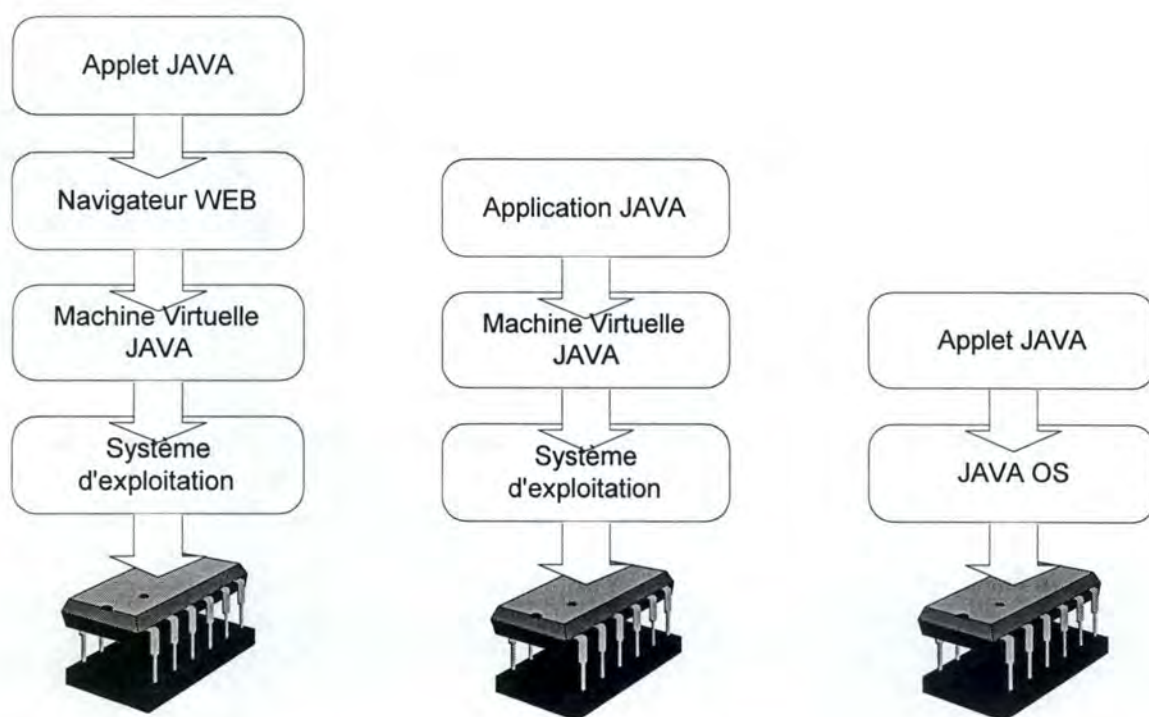 Applet JAVA
Navigateur WEB
Machine Virtuelle
JAVA
Système
d'exploitation
Application JAVA
Machine Virtuelle
JAVA
Système
d'exploitation
Applet JAVA
JAVA OS